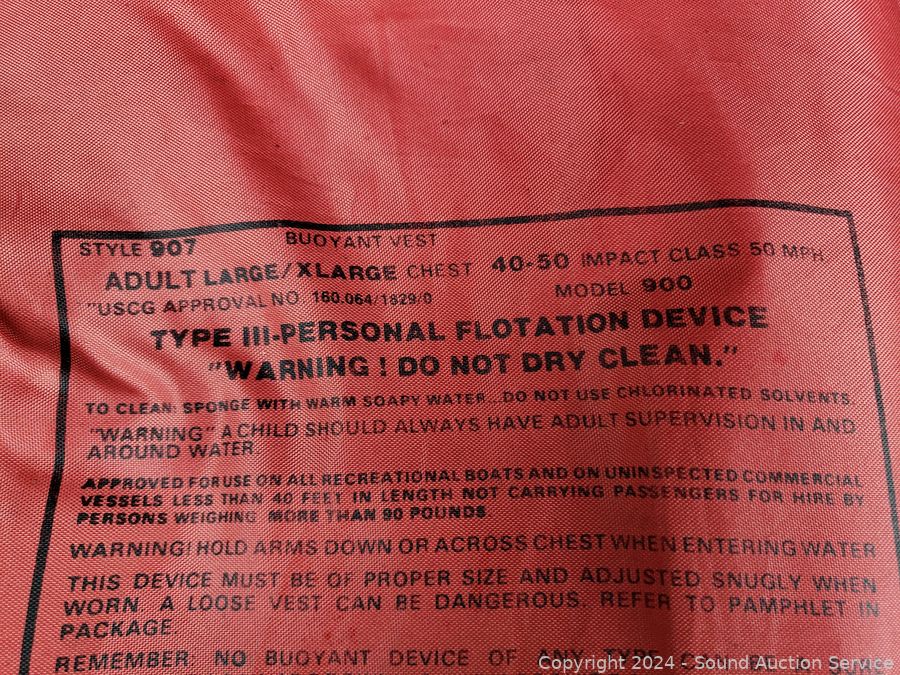 STYLE 907 BUOYANT VEST
ADULT LARGE/XLARGE CHEST 40-50 IMPACT CLASS 50 MPH.
"USCG APPROVAL NO. 160.064/1829/0 MODEL 900
TYPE III-PERSONAL FLOTATION DEVICE
"WARNING! DO NOT DRY CLEAN."
TO CLEAN: SPONGE WITH WARM SOAPY WATER...DO NOT USE CHLORINATED SOLVENTS.
"WARNING" A CHILD SHOULD ALWAYS HAVE ADULT SUPERVISION IN AND
AROUND WATER.
APPROVED FOR USE ON ALL RECREATIONAL BOATS AND ON UNINSPECTED COMMERCIAL
VESSELS LESS THAN 40 FEET IN LENGTH NOT CARRYING PASSENGERS FOR HIRE BY
PERSONS WEIGHING MORE THAN 90 POUNDS.
WARNING! HOLD ARMS DOWN OR ACROSS CHEST WHEN ENTERING WATER
THIS DEVICE MUST BE OF PROPER SIZE AND ADJUSTED SNUGLY WHEN
WORN. A LOOSE VEST CAN BE DANGEROUS. REFER TO PAMPHLET IN
PACKAGE.
REMEMBER: NO BUOYANT DEVICE OF ANY TYPE CAN BE A
Copyright 2024 - Sound Auction Service